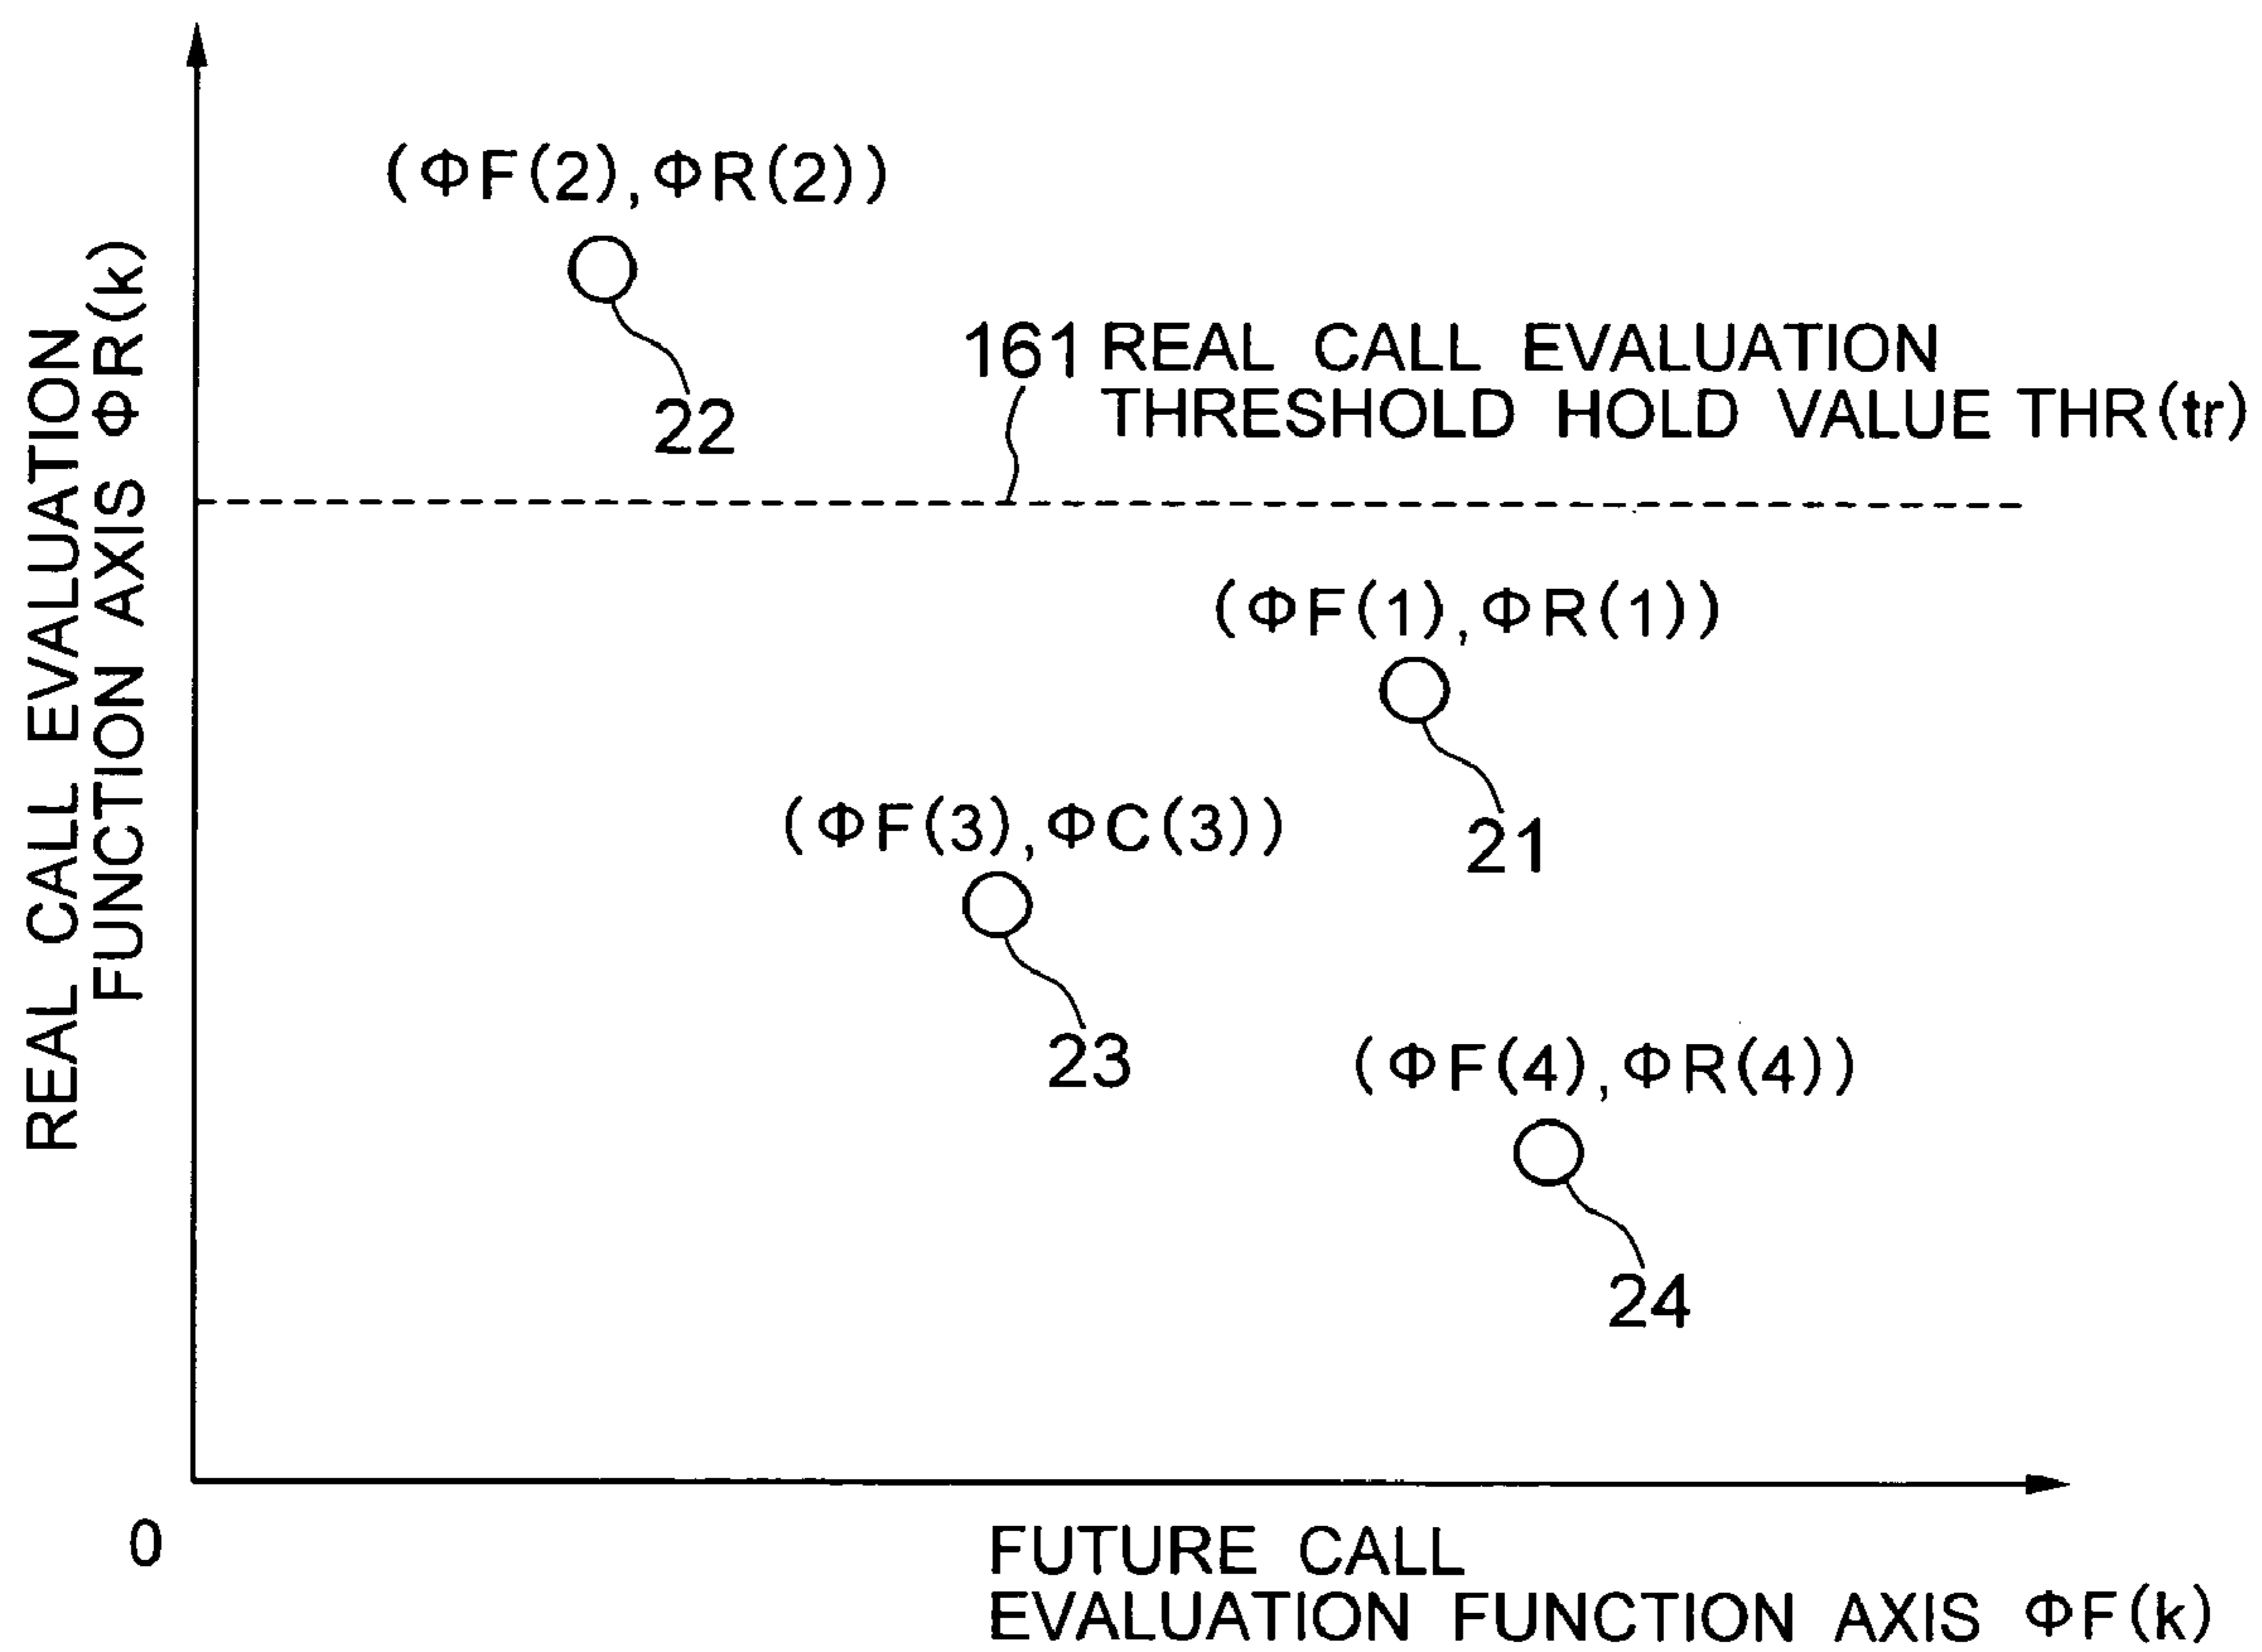 (ΦF(2),ΦR(2))
22
161 REAL CALL EVALUATION
THRESHOLD HOLD VALUE THR(tr)
(ΦF(1),ΦR(1))
21
(ΦF(3),ΦC(3))
23
(ΦF(4),ΦR(4))
24
REAL CALL EVALUATION
FUNCTION AXIS ΦR(k)
0
FUTURE CALL
EVALUATION FUNCTION AXIS ΦF(k)